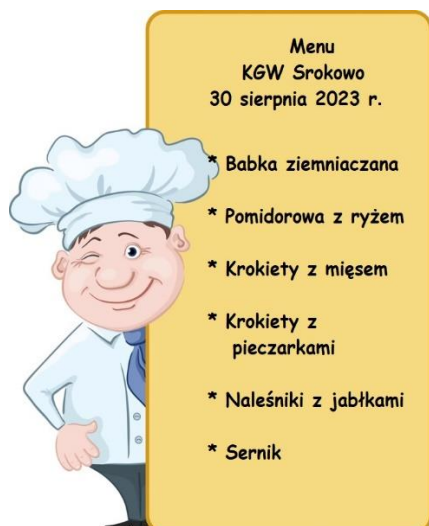 Menu
KGW Srokowo
30 sierpnia 2023 r.
* Babka ziemniaczana
* Pomidorowa z ryżem
* Krokiety z mięsem
* Krokiety z
pieczarkami
* Naleśniki z jabłkami
* Sernik